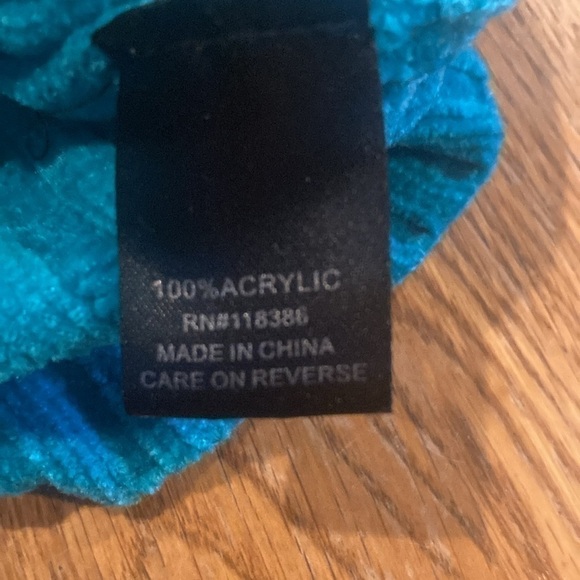 100%ACRYLIC
RN#118386
MADE IN CHINA
CARE ON REVERSE